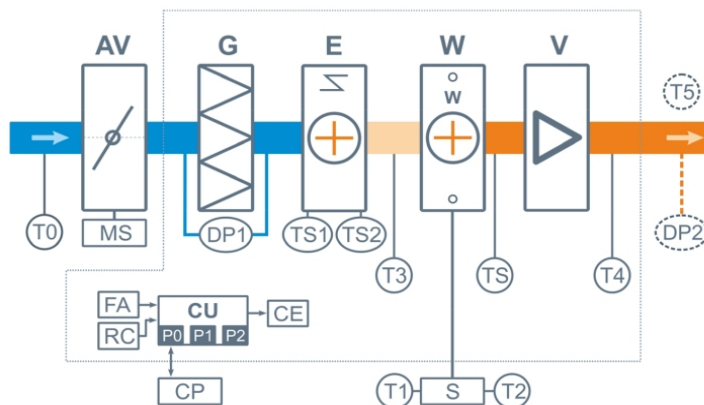 AV G E W V
T5
w
T0 MS DP1 TS1 TS2 DP2
T3 TS T4
FA CU CE
RC P0 P1 P2
CP T1 S T2